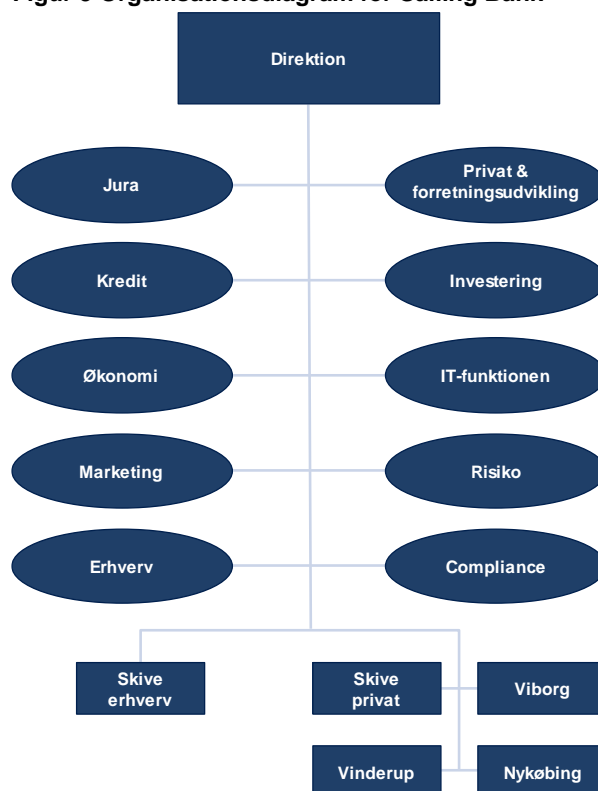 Direktion
Jura
Privat &
forretningsudvikling
Kredit
Investering
Økonomi
IT-funktionen
Marketing
Risiko
Erhverv
Compliance
Skive
erhverv
Skive
privat
Viborg
Vinderup
Nykøbing